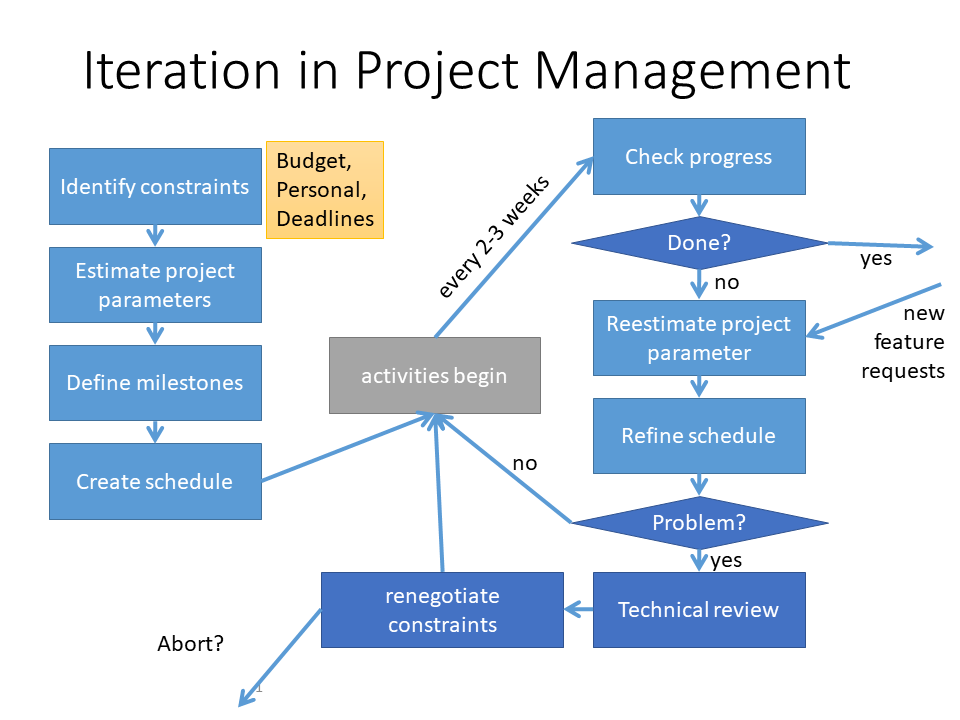 Iteration in Project Management
Identify constraints
Budget,
Personal,
Deadlines
Estimate project
parameters
Define milestones
Create schedule
activities begin
every 2-3 weeks
Check progress
Done?
yes
no
new
feature
requests
Reestimate project
parameter
Refine schedule
no
Problem?
yes
Technical review
renegotiate
constraints
Abort?
1